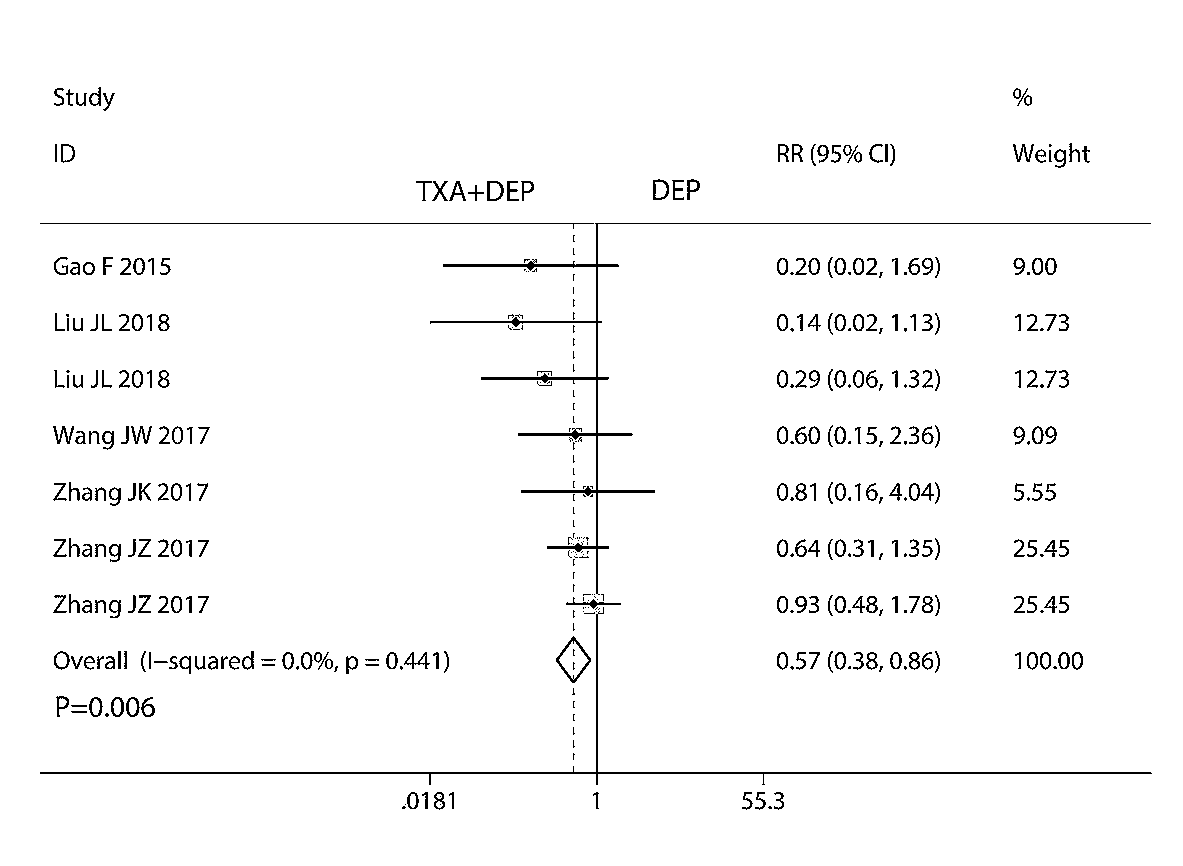 Study %
ID RR (95% CI) Weight
TXA+DEP DEP
Gao F 2015 0.20 (0.02, 1.69) 9.00
Liu JL 2018 0.14 (0.02, 1.13) 12.73
Liu JL 2018 0.29 (0.06, 1.32) 12.73
Wang JW 2017 0.60 (0.15, 2.36) 9.09
Zhang JK 2017 0.81 (0.16, 4.04) 5.55
Zhang JZ 2017 0.64 (0.31, 1.35) 25.45
Zhang JZ 2017 0.93 (0.48, 1.78) 25.45
Overall (I−squared = 0.0%, p = 0.441) 0.57 (0.38, 0.86) 100.00
P=0.006
.0181 1 55.3